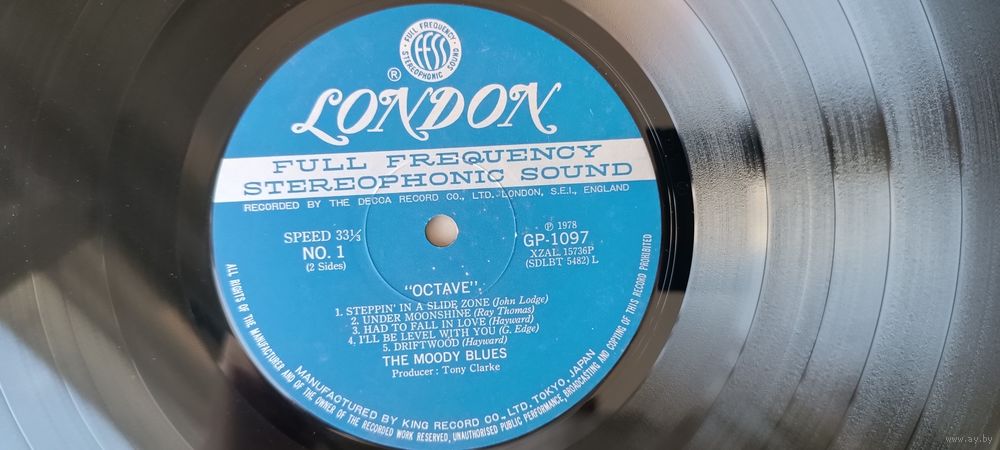 FULL FREQUENCY
FFSS
STEREOPHONIC SOUND
®
LONDON
FULL FREQUENCY
STEREOPHONIC SOUND
RECORDED BY THE DECCA RECORD CO., LTD. LONDON, S.E.I., ENGLAND
SPEED 33⅓
NO. 1
(2 Sides)
Ⓟ 1978
GP-1097
XZAL. 15736P
(SDLBT 5482) L
"OCTAVE"
1. STEPPIN' IN A SLIDE ZONE (John Lodge)
2. UNDER MOONSHINE (Ray Thomas)
3. HAD TO FALL IN LOVE (Hayward)
4. I'LL BE LEVEL WITH YOU (G. Edge)
5. DRIFTWOOD (Hayward)
THE MOODY BLUES
Producer : Tony Clarke
MANUFACTURED BY KING RECORD CO., LTD. TOKYO, JAPAN
ALL RIGHTS OF THE MANUFACTURER AND OF THE OWNER OF THE RECORDED WORK RESERVED, UNAUTHORISED PUBLIC PERFORMANCE, BROADCASTING AND COPYING OF THIS RECORD PROHIBITED
www.ay.by